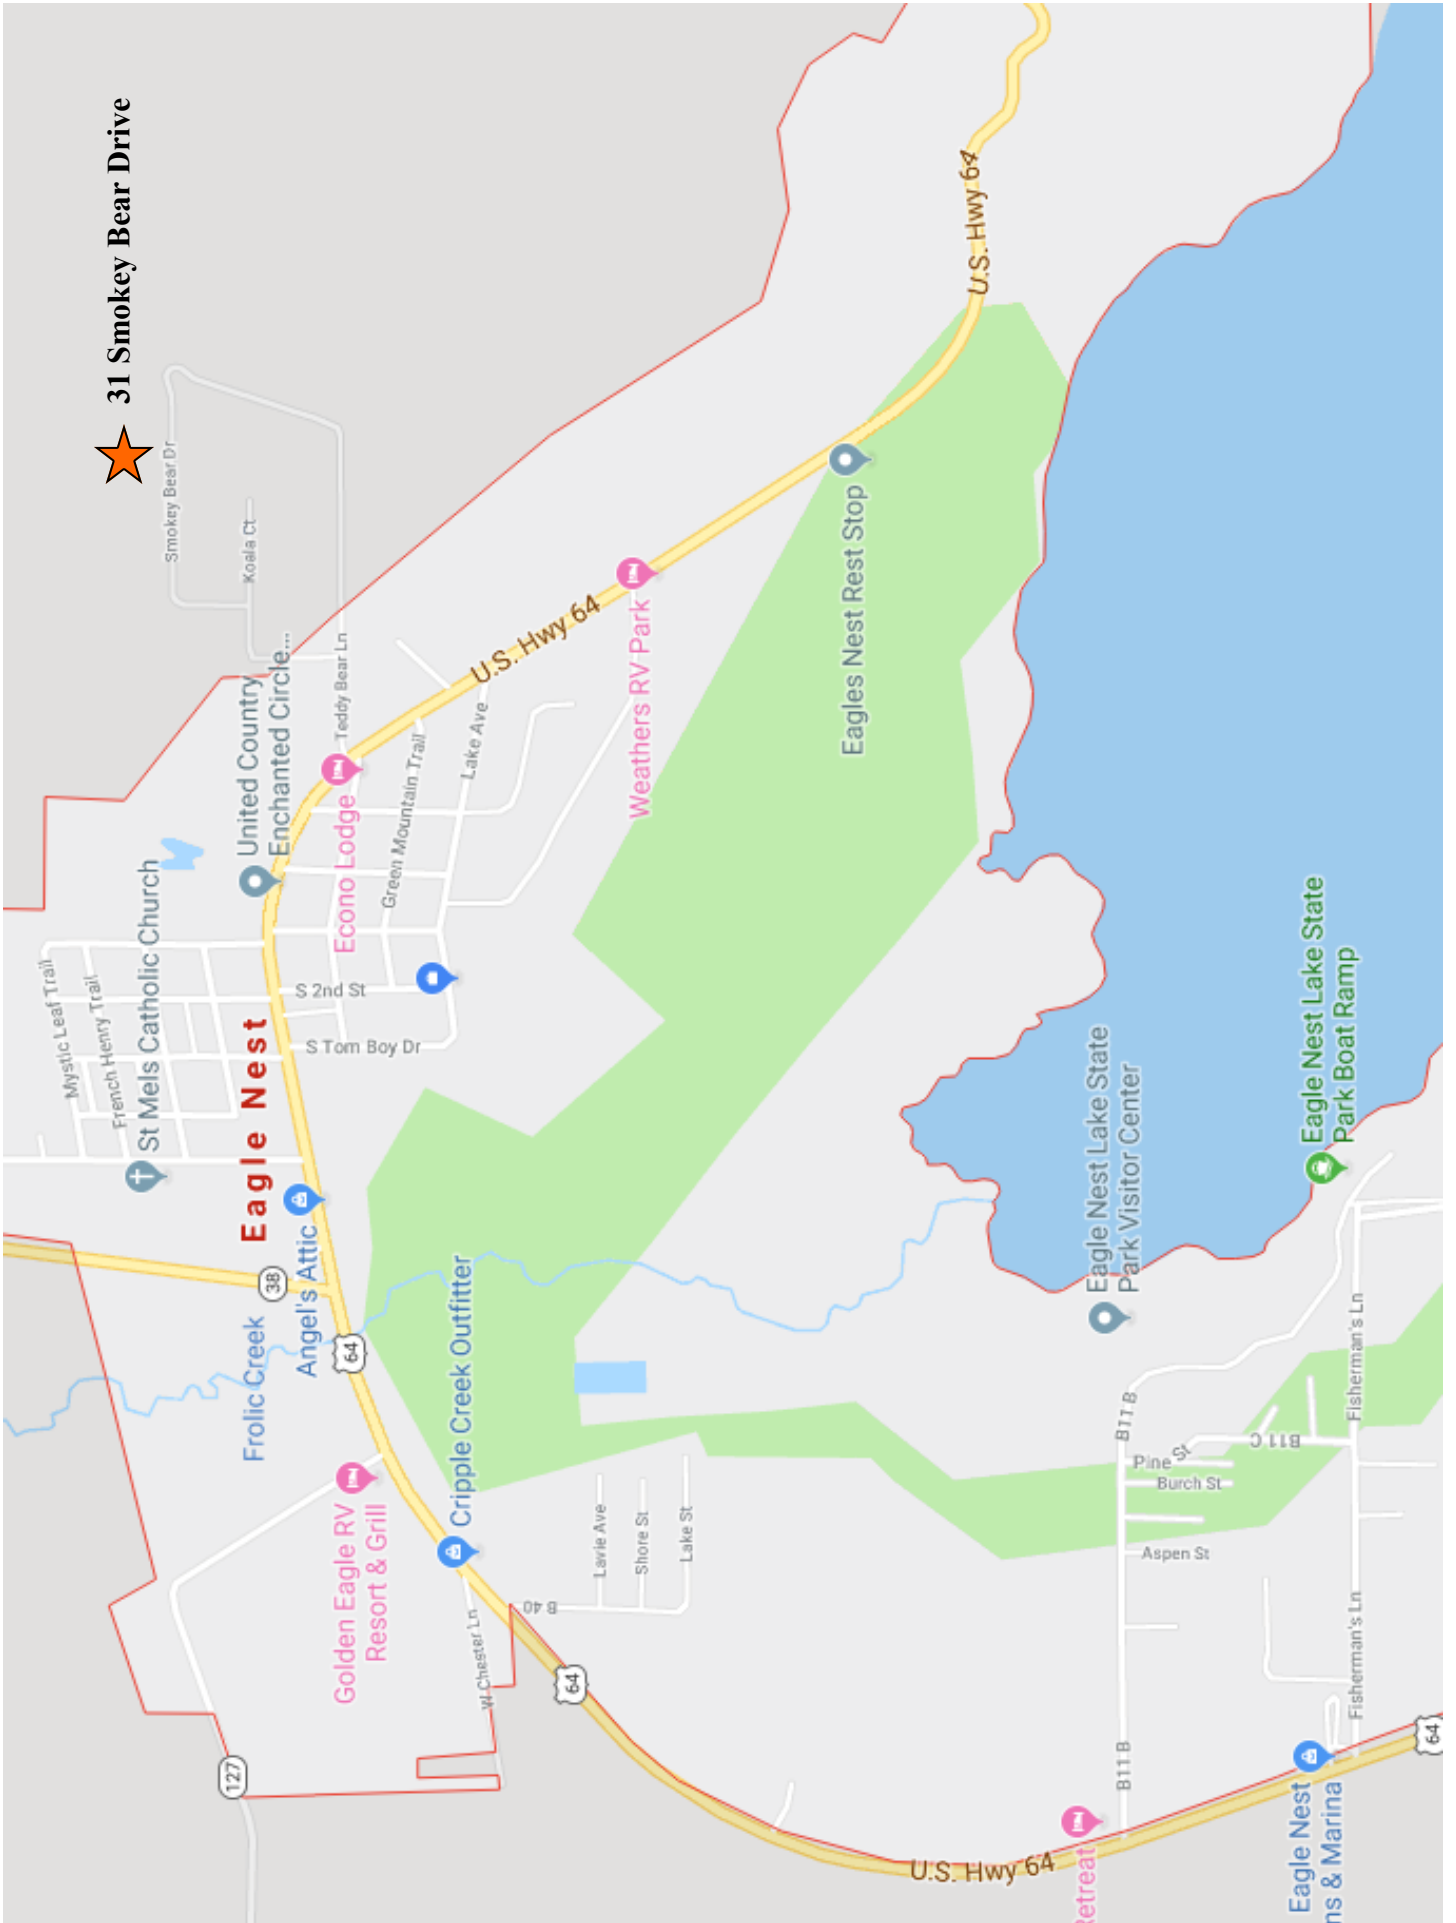 31 Smokey Bear Drive
Smokey Bear Dr
Koala Ct
Teddy Bear Ln
U.S. Hwy 64
U.S. Hwy 64
United Country
Enchanted Circle...
Econo Lodge
Green Mountain Trail
Lake Ave
Weathers RV Park
Eagles Nest Rest Stop
Mystic Leaf Trail
French Henry Trail
St Mels Catholic Church
Eagle Nest
S 2nd St
S Tom Boy Dr
38
Angel's Attic
Frolic Creek
64
Cripple Creek Outfitter
Golden Eagle RV
Resort & Grill
127
W Chester Ln
B 40
Lavie Ave
Shore St
Lake St
64
Eagle Nest Lake State
Park Visitor Center
Eagle Nest Lake State
Park Boat Ramp
B11 B
Pine St
Burch St
B11 C
Aspen St
Fisherman's Ln
Fisherman's Ln
B11 B
U.S. Hwy 64
Retreat
Eagle Nest
ns & Marina
64